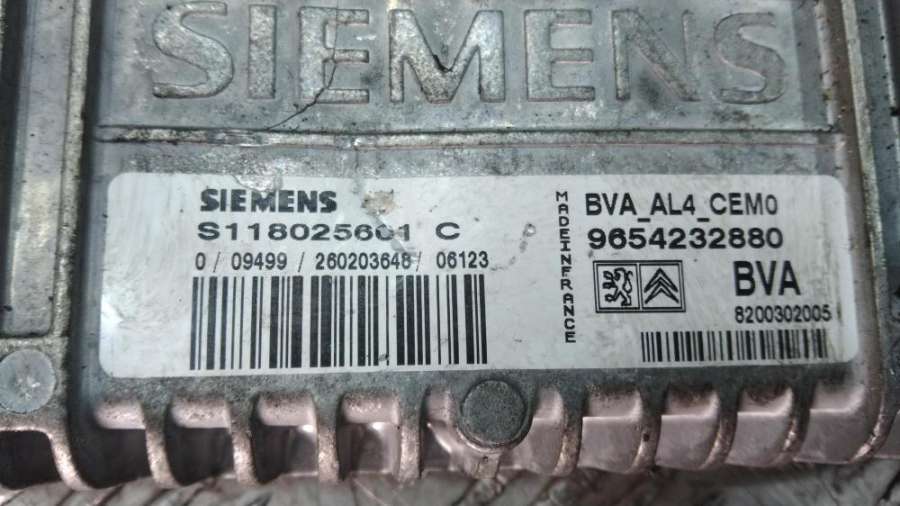 SIEMENS
SIEMENS
S118025601 C
0 / 09499 / 260203648 / 06123
MADEINFRANCE
BVA_AL4_CEM0
9654232880
BVA
8200302005